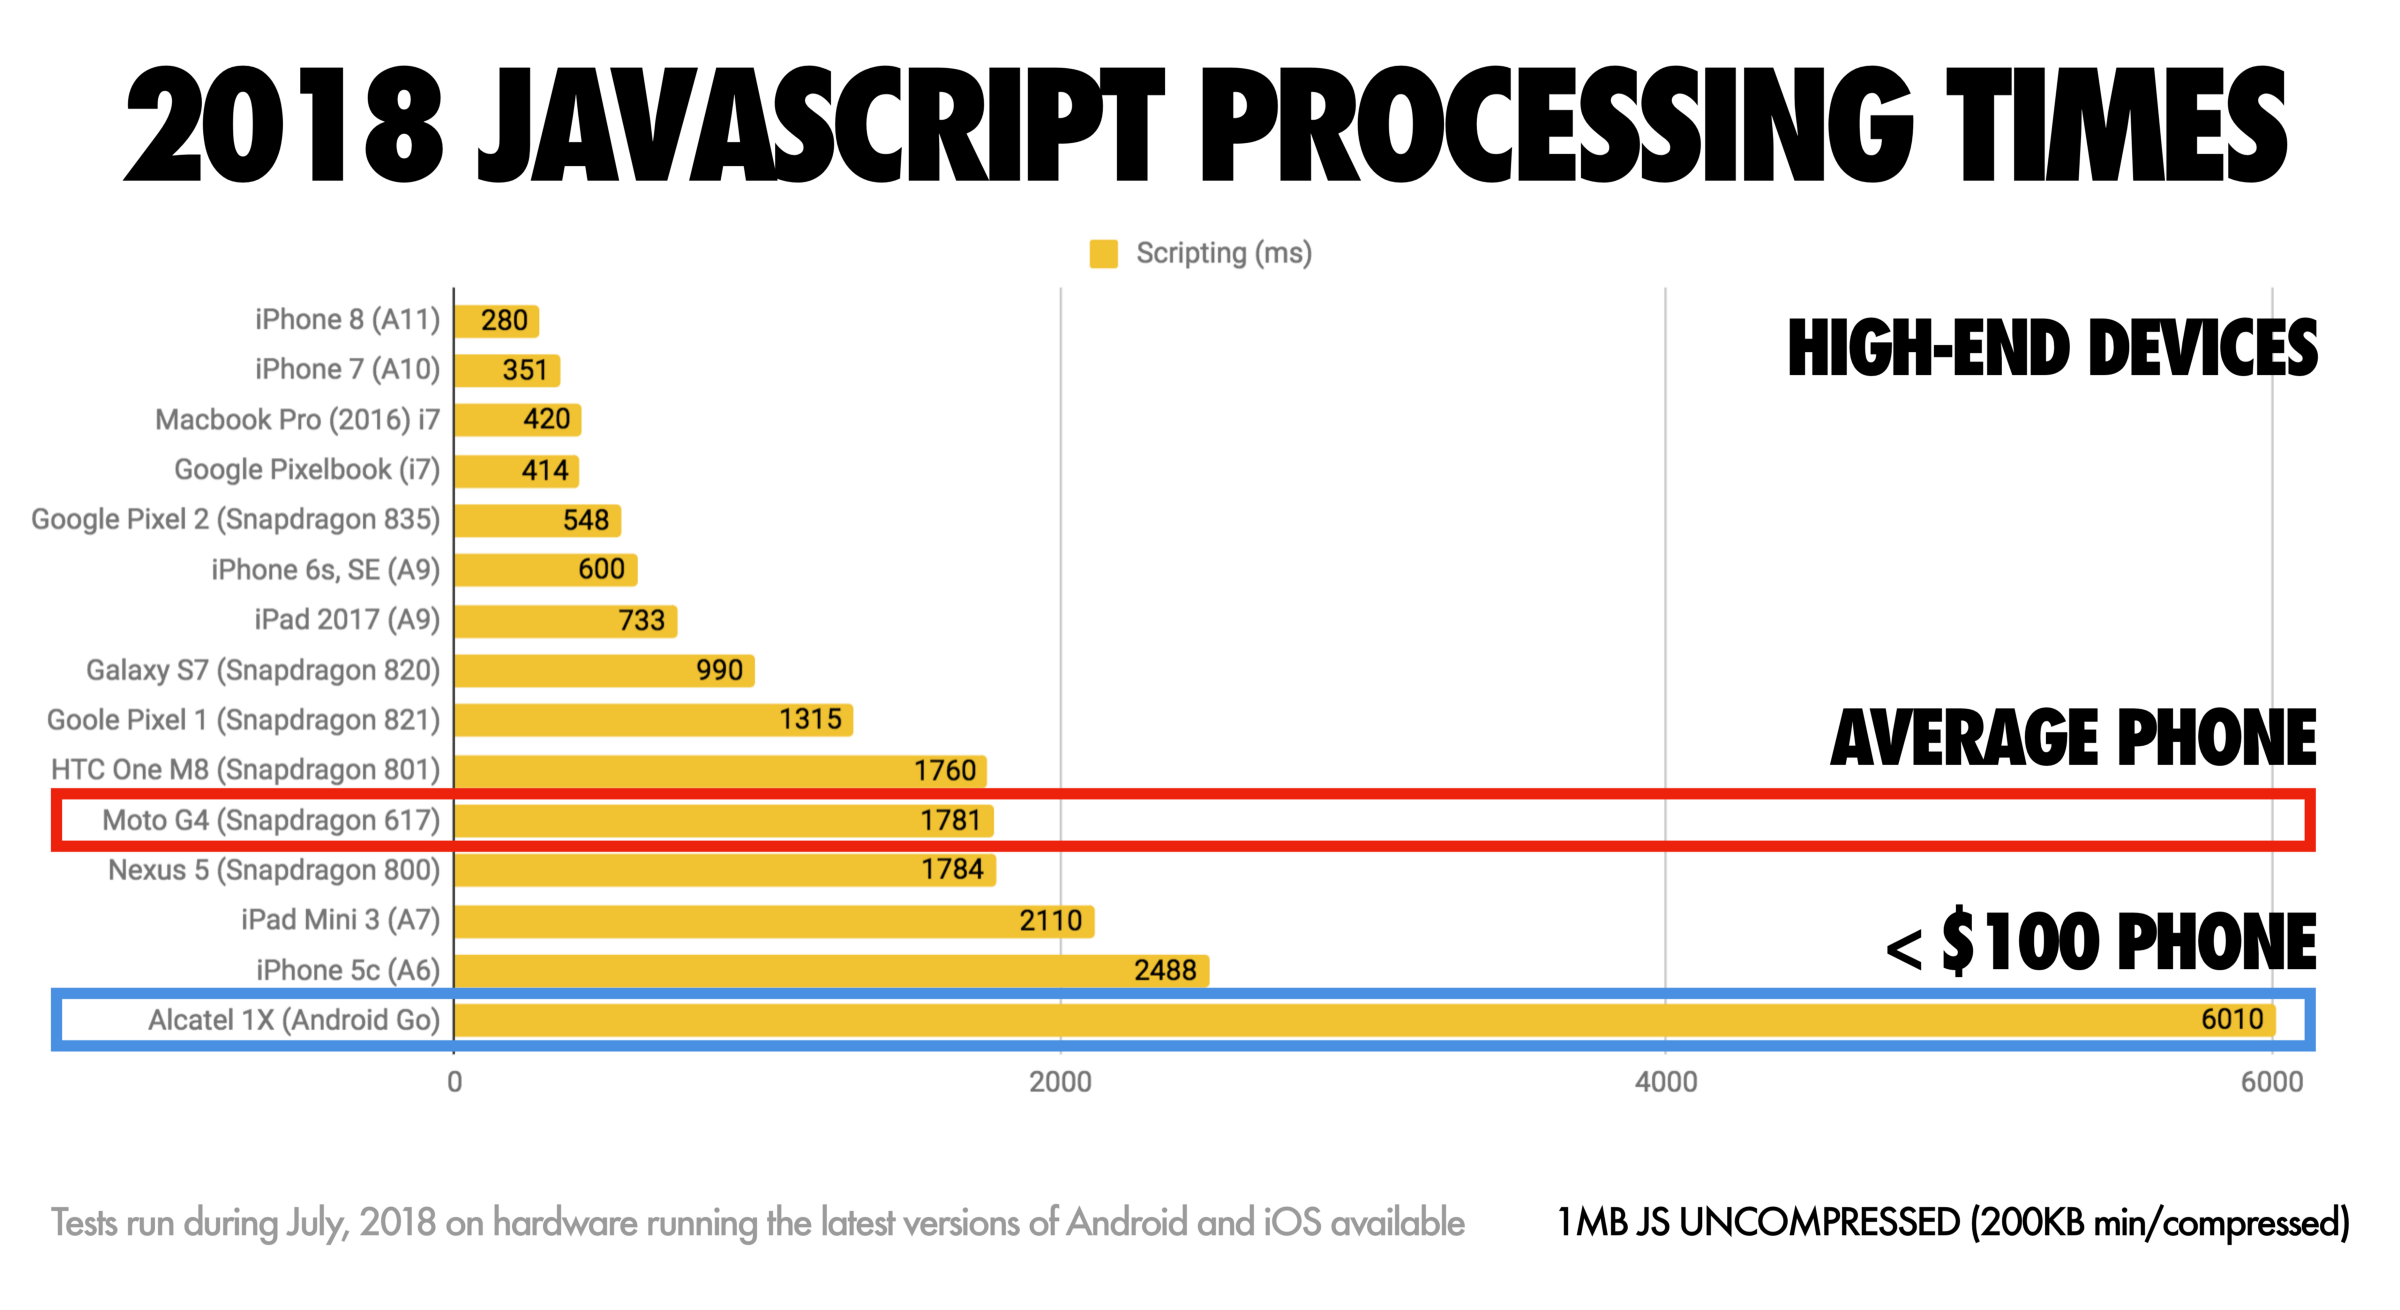 2018 JAVASCRIPT PROCESSING TIMES
Scripting (ms)
iPhone 8 (A11) 280
HIGH-END DEVICES
iPhone 7 (A10) 351
Macbook Pro (2016) i7 420
Google Pixelbook (i7) 414
Google Pixel 2 (Snapdragon 835) 548
iPhone 6s, SE (A9) 600
iPad 2017 (A9) 733
Galaxy S7 (Snapdragon 820) 990
Goole Pixel 1 (Snapdragon 821) 1315
AVERAGE PHONE
HTC One M8 (Snapdragon 801) 1760
Moto G4 (Snapdragon 617) 1781
Nexus 5 (Snapdragon 800) 1784
iPad Mini 3 (A7) 2110
< $100 PHONE
iPhone 5c (A6) 2488
Alcatel 1X (Android Go) 6010
0 2000 4000 6000
Tests run during July, 2018 on hardware running the latest versions of Android and iOS available
1MB JS UNCOMPRESSED (200KB min/compressed)